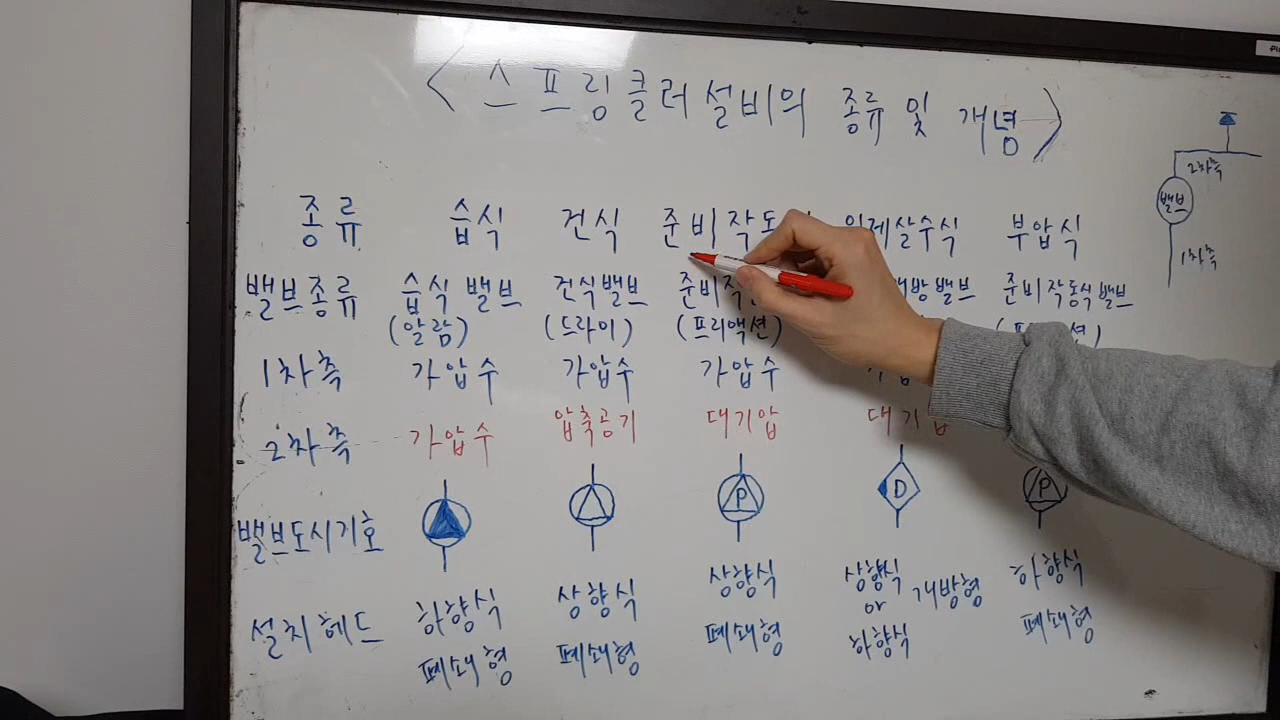 <스프링클러설비의 종류 및 개념>
종류 습식 건식 준비작동 일제살수식 부압식
밸브종류 습식 밸브 건식밸브 준비작 개방밸브 준비작동식밸브
(알람) (드라이) (프리액션)
1차측 가압수 가압수 가압수
2차측 가압수 압축공기 대기압 대기압
밸브도시기호 P D P
설치헤드 하향식 상향식 상향식 상향식 or 하향식 개방형 하향식
폐쇄형 폐쇄형 폐쇄형 폐쇄형
2차측
밸브
1차측